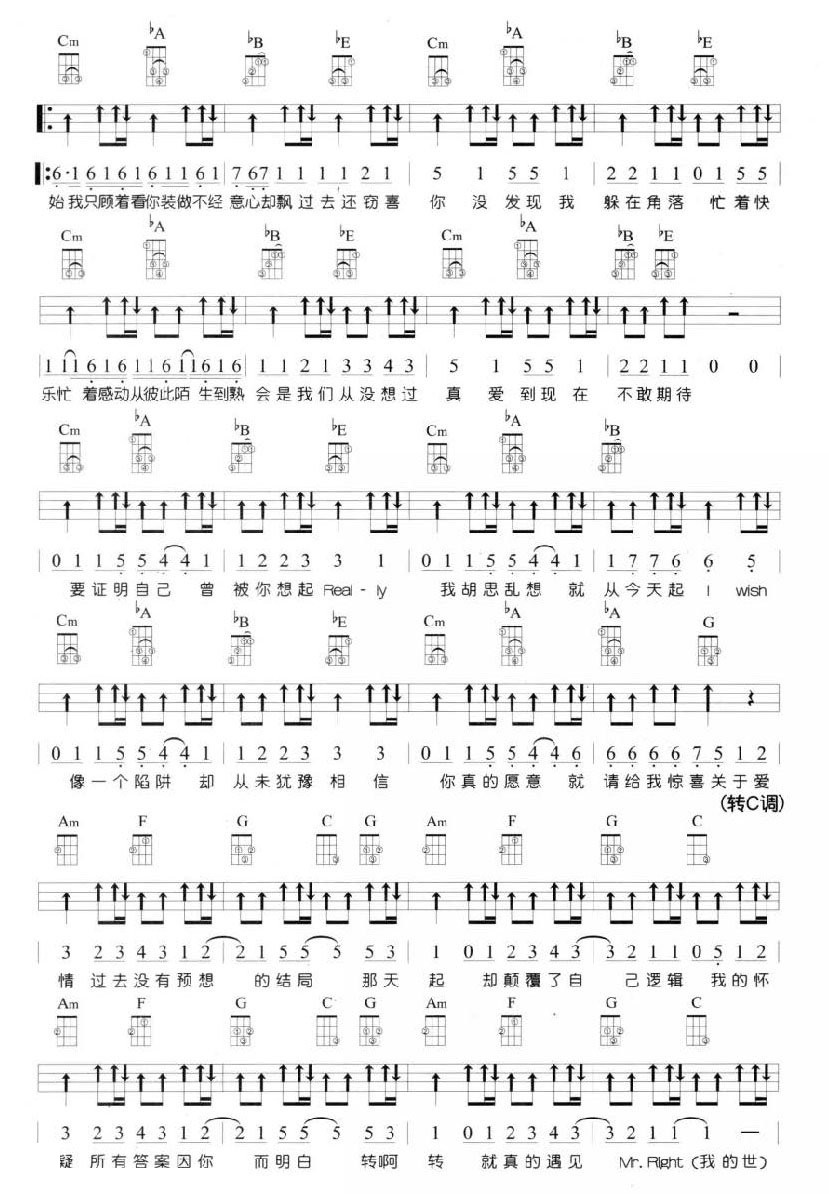 Cm ♭A ♭B ♭E Cm ♭A ♭B ♭E
6·1 6161 6 1 1 61 | 7 67 1 1 1 1 2 1 | 5 1 5 5 1 | 2 2 1 1 0 1 5 5
始我只顾着看你装做不经 意心却飘过去还窃喜 你 没 发现 我 躲在角落 忙着快
Cm ♭A ♭B ♭E Cm ♭A ♭B ♭E
1 1 1 6 1 6 1 1 6 1 1 6 1 6 | 1 1 2 1 3 3 4 3 | 5 1 5 5 1 | 2 2 1 1 0 0
乐忙 着感动从彼此陌 生到熟 会是我们从没想过 真 爱 到现 在 不敢期待
Cm ♭A ♭B ♭E Cm ♭A ♭B
0 1 1 5 5 4 4 1 | 1 2 2 3 3 1 | 0 1 1 5 5 4 4 1 | 1 7 7 6 6 5
要证明自己 曾 被你想起 Real-ly 我胡思乱想 就 从今天起 I wish
Cm ♭A ♭B ♭E Cm ♭A ♭A G
0 1 1 5 5 4 4 1 | 1 2 2 3 3 3 | 0 1 1 5 5 4 4 6 | 6 6 6 6 7 5 1 2
像一个陷阱 却 从未犹豫 相 信 你真的愿意 就 请给我惊喜关于爱
(转C调)
Am F G C G Am F G C
3 2 3 4 3 1 2 | 2 1 5 5 5 5 3 | 1 0 1 2 3 4 3 | 3 2 1 1 0 5 1 2
情 过去没有预想 的结局 那天 起 却颠覆了自 己逻辑 我的怀
Am F G C G Am F G C
3 2 3 4 3 1 2 | 2 1 5 5 5 5 3 | 1 0 1 2 3 4 3 | 3 2 1 1 1 —
疑 所有答案因你 而明白 转啊 转 就真的遇见 Mr. Right (我的世)